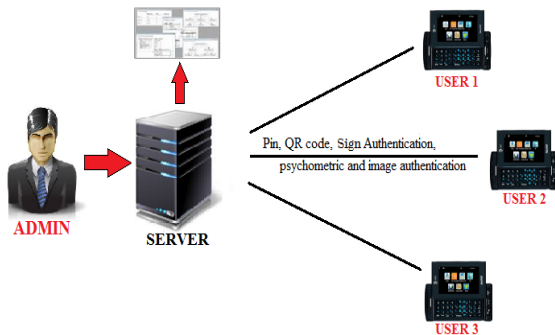 USER 1
Pin, QR code, Sign Authentication,
psychometric and image authentication
USER 2
ADMIN
SERVER
USER 3